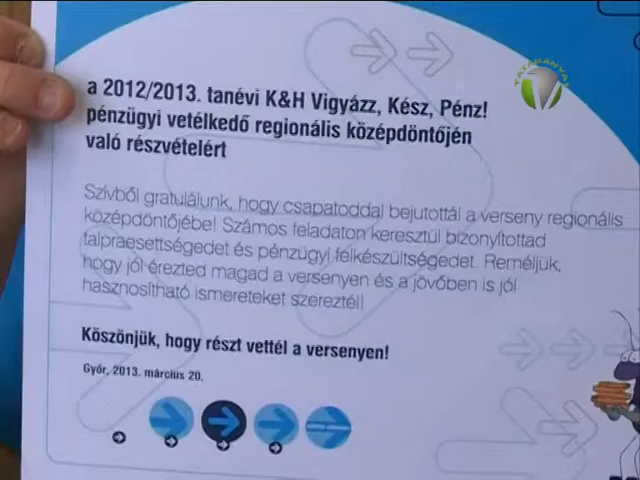 TATABÁNYAI
TV
a 2012/2013. tanévi K&H Vigyázz, Kész, Pénz!
pénzügyi vetélkedő regionális középdöntőjén
való részvételért
Szívből gratulálunk, hogy csapatoddal bejutottál a verseny regionális
középdöntőjébe! Számos feladaton keresztül bizonyítottad
talpraesettségedet és pénzügyi felkészültségedet. Reméljük,
hogy jól érezted magad a versenyen és a jövőben is jól
hasznosítható ismereteket szereztél!
Köszönjük, hogy részt vettél a versenyen!
Győr, 2013. március 20.